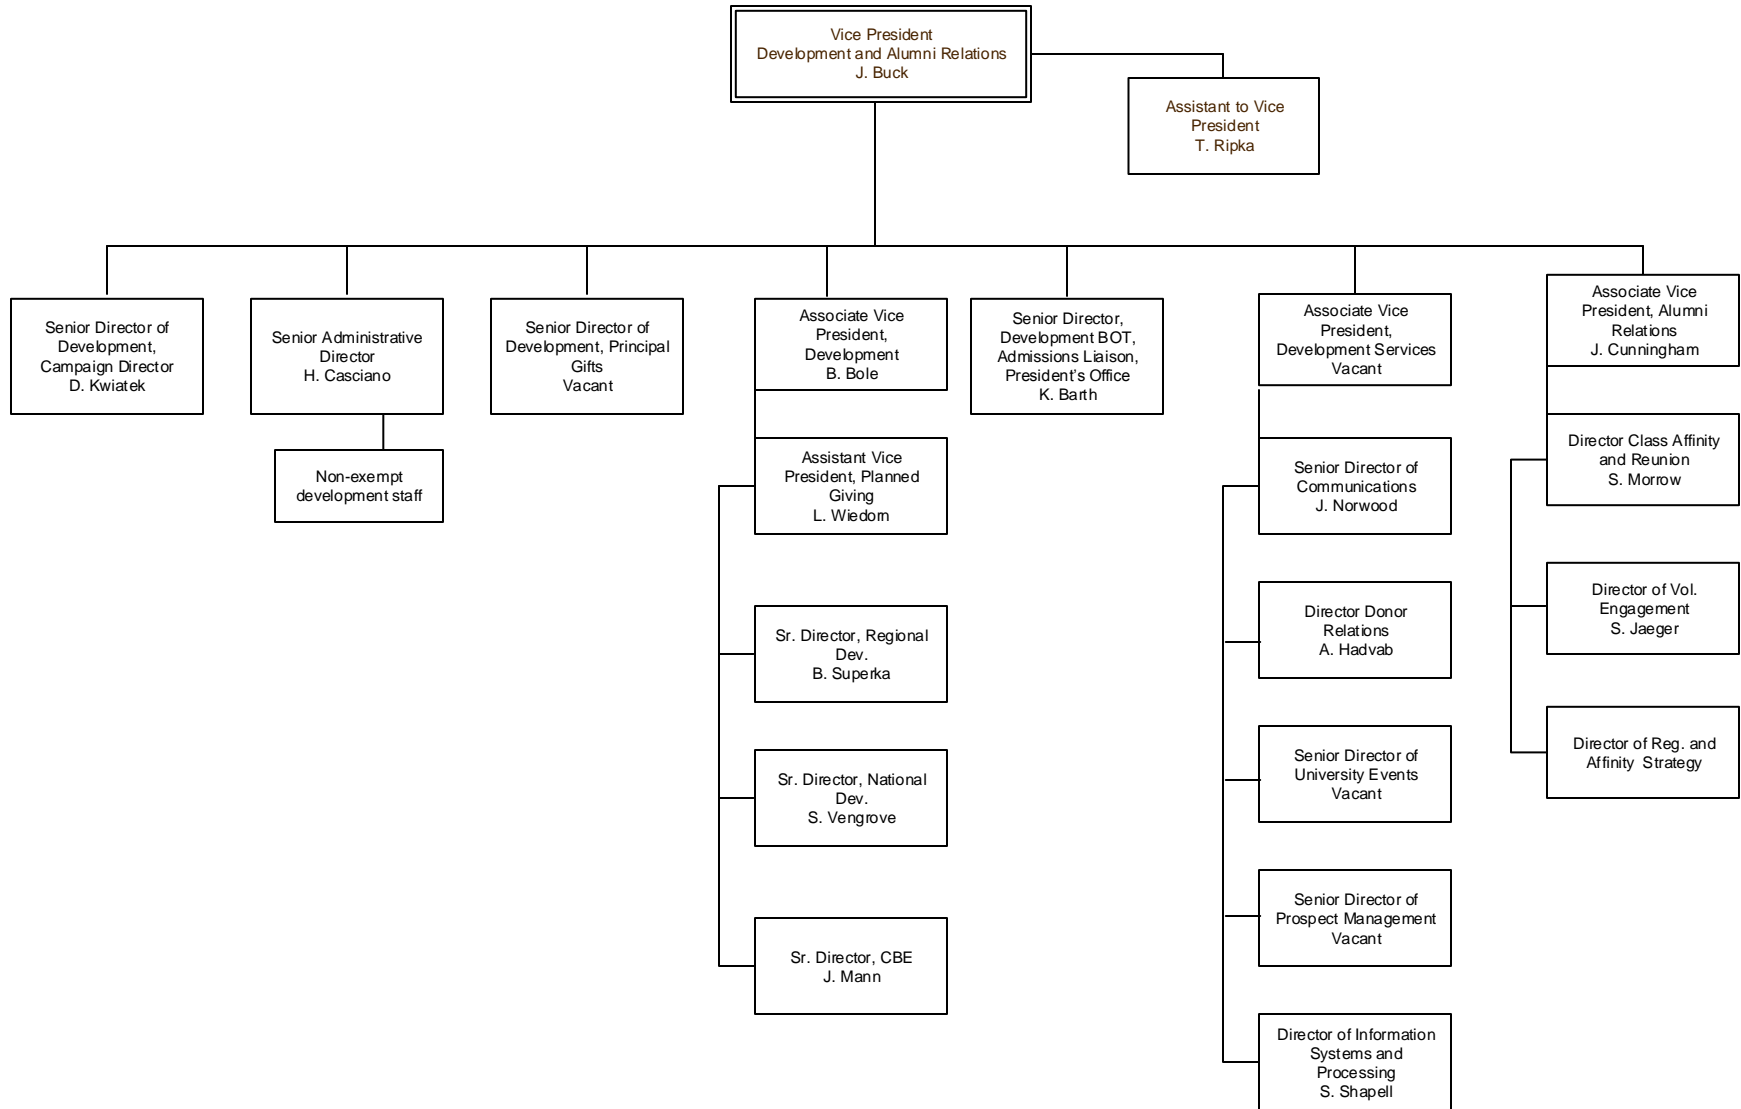 Vice President
Development and Alumni Relations
J. Buck
Assistant to Vice
President
T. Ripka
Senior Director of
Development,
Campaign Director
D. Kwiatek
Senior Administrative
Director
H. Casciano
Non-exempt
development staff
Senior Director of
Development, Principal
Gifts
Vacant
Associate Vice
President,
Development
B. Bole
Assistant Vice
President, Planned
Giving
L. Wiedorn
Sr. Director, Regional
Dev.
B. Superka
Sr. Director, National
Dev.
S. Vengrove
Sr. Director, CBE
J. Mann
Senior Director,
Development BOT,
Admissions Liaison,
President's Office
K. Barth
Associate Vice
President,
Development Services
Vacant
Senior Director of
Communications
J. Norwood
Director Donor
Relations
A. Hadvab
Senior Director of
University Events
Vacant
Senior Director of
Prospect Management
Vacant
Director of Information
Systems and
Processing
S. Shapell
Associate Vice
President, Alumni
Relations
J. Cunningham
Director Class Affinity
and Reunion
S. Morrow
Director of Vol.
Engagement
S. Jaeger
Director of Reg. and
Affinity Strategy